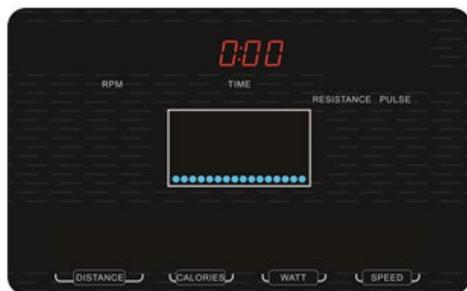 0:00
RPM TIME
RESISTANCE PULSE
DISTANCE CALORIES WATT SPEED